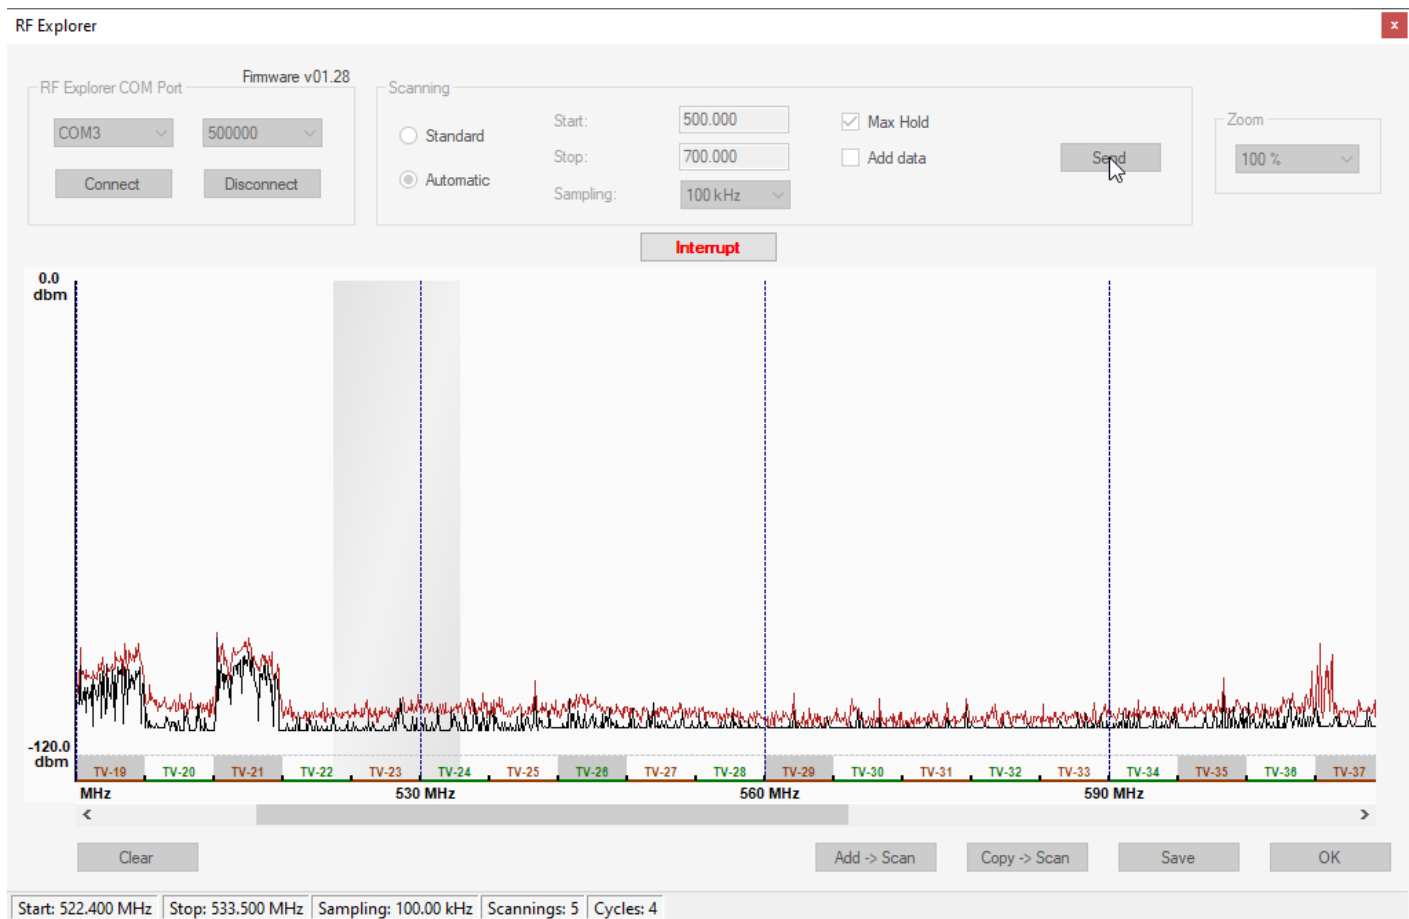 RF Explorer
x
RF Explorer COM Port
Firmware v01.28
COM3
500000
Connect
Disconnect
Scanning
Standard
Automatic
Start:
500.000
Stop:
700.000
Sampling:
100 kHz
Max Hold
Add data
Send
Zoom
100 %
Interrupt
0.0
dbm
-120.0
dbm
TV-19 TV-20 TV-21 TV-22 TV-23 TV-24 TV-25 TV-26 TV-27 TV-28 TV-29 TV-30 TV-31 TV-32 TV-33 TV-34 TV-35 TV-36 TV-37
MHz 530 MHz 560 MHz 590 MHz
Clear
Add -> Scan
Copy -> Scan
Save
OK
Start: 522.400 MHz Stop: 533.500 MHz Sampling: 100.00 kHz Scannings: 5 Cycles: 4